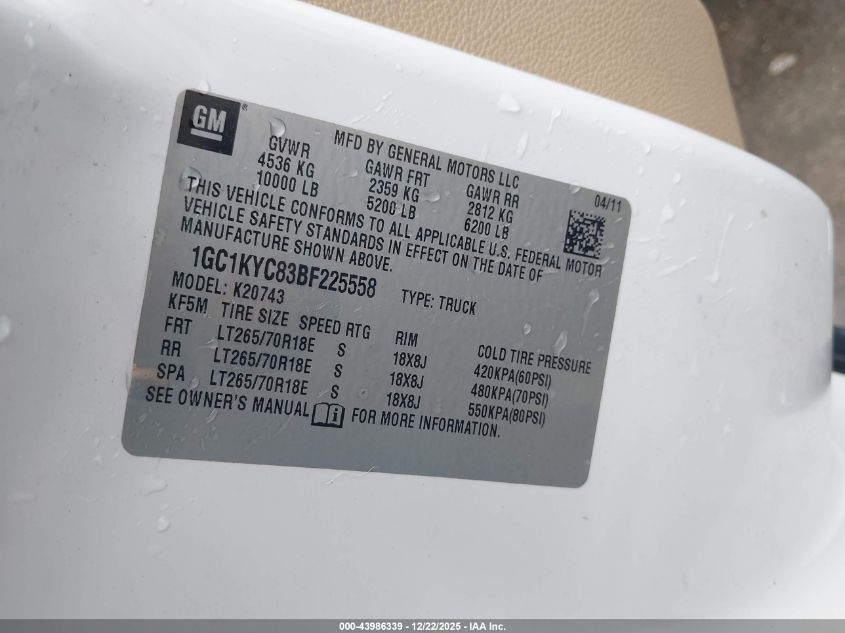 GM
MFD BY GENERAL MOTORS LLC
04/11
GVWR GAWR FRT GAWR RR
4536 KG 2359 KG 2812 KG
10000 LB 5200 LB 6200 LB
THIS VEHICLE CONFORMS TO ALL APPLICABLE U.S. FEDERAL MOTOR
VEHICLE SAFETY STANDARDS IN EFFECT ON THE DATE OF
MANUFACTURE SHOWN ABOVE.
1GC1KYC83BF225558 TYPE: TRUCK
MODEL: K20743
KF5M TIRE SIZE SPEED RTG RIM COLD TIRE PRESSURE
FRT LT265/70R18E S 18X8J 420KPA(60PSI)
RR LT265/70R18E S 18X8J 480KPA(70PSI)
SPA LT265/70R18E S 18X8J 550KPA(80PSI)
SEE OWNER'S MANUAL i FOR MORE INFORMATION.
000-43986339 - 12/22/2025 - IAA Inc.